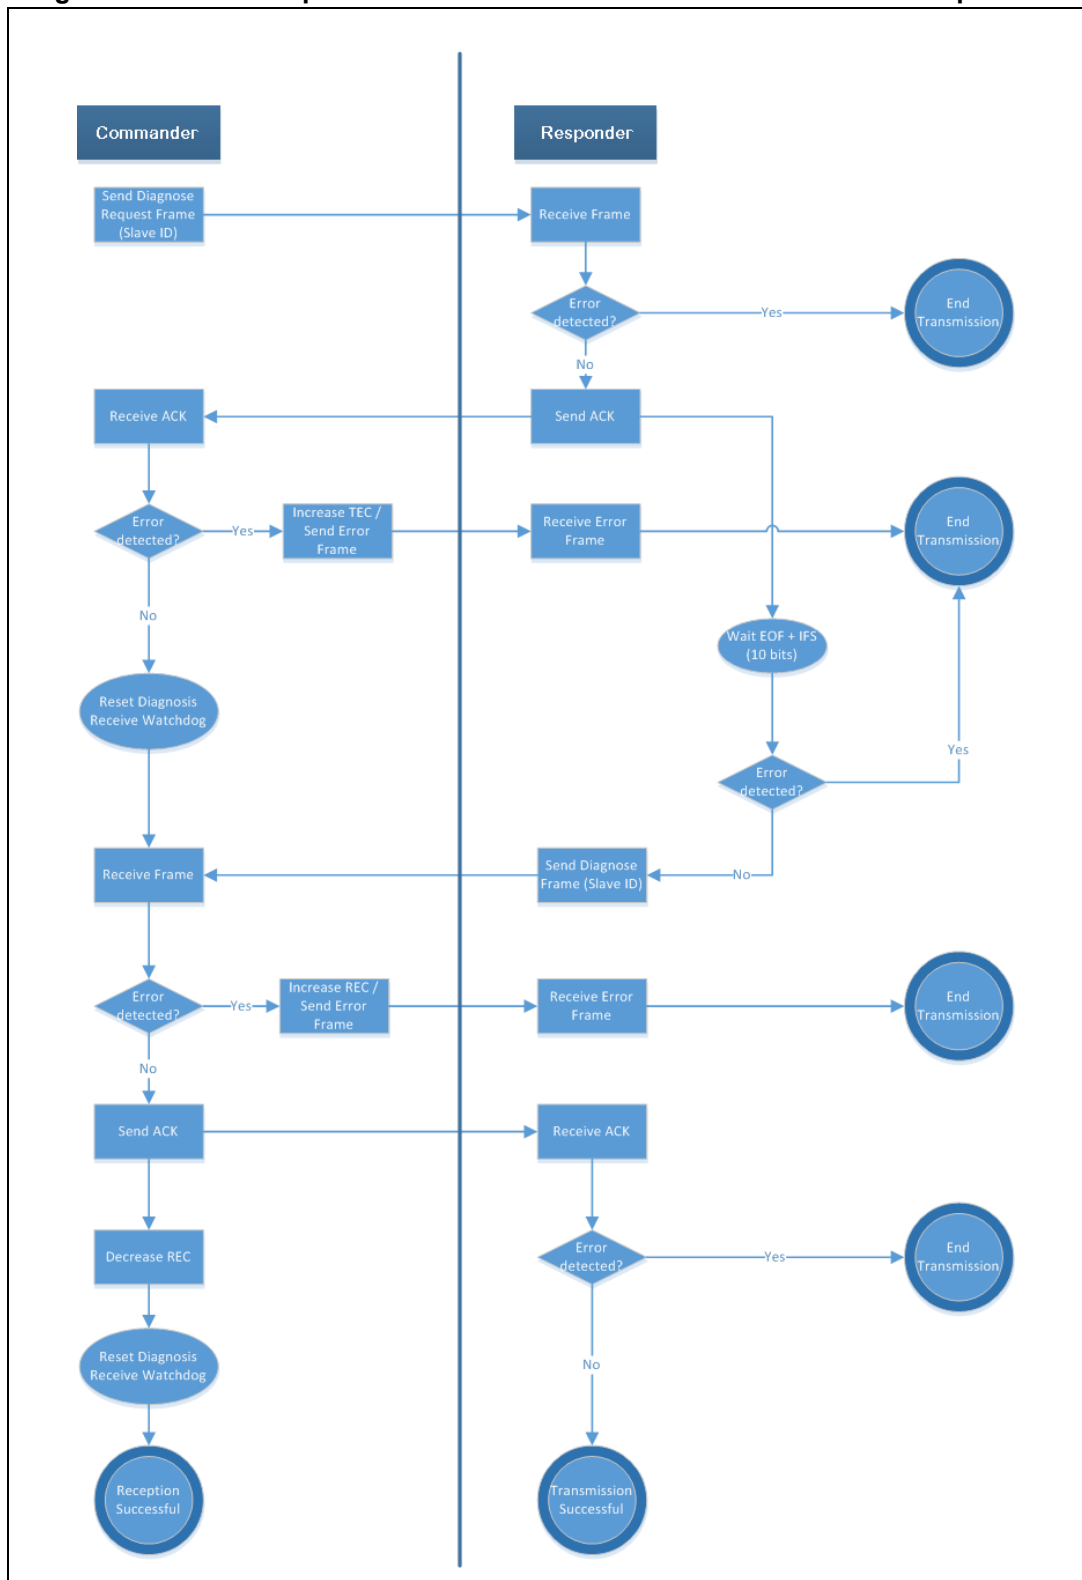 Commander
Responder
Send Diagnose
Request Frame
(Slave ID)
Receive Frame
Error
detected?
Yes
End
Transmission
No
Receive ACK
Send ACK
Error
detected?
Yes
Increase TEC /
Send Error
Frame
Receive Error
Frame
End
Transmission
No
Wait EOF + IFS
(10 bits)
Reset Diagnosis
Receive Watchdog
Error
detected?
Yes
Receive Frame
Send Diagnose
Frame (Slave ID)
No
Error
detected?
Yes
Increase REC /
Send Error
Frame
Receive Error
Frame
End
Transmission
No
Send ACK
Receive ACK
Decrease REC
Error
detected?
Yes
End
Transmission
Reset Diagnosis
Receive Watchdog
No
Reception
Successful
Transmission
Successful